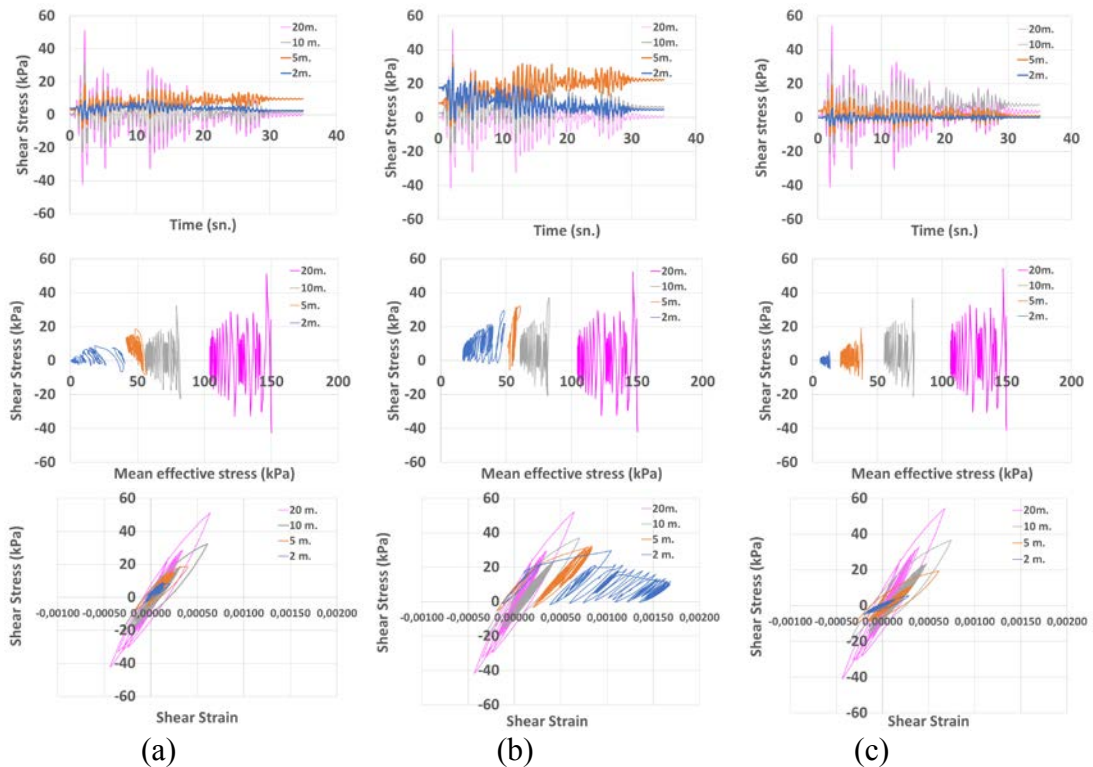 60
40
20
0
-20
-40
-60
Shear Stress (kPa)
0 10 20 30 40
Time (sn.)
20m.
10 m.
5m.
2m.
60
40
20
0
-20
-40
-60
Shear Stress (kPa)
0 10 20 30 40
Time (sn.)
20m.
10m.
5m.
2m.
60
40
20
0
-20
-40
-60
Shear stress (kPa)
0 10 20 30 40
Time (sn.)
20m.
10 m.
5m.
2m.
60
40
20
0
-20
-40
-60
Shear Stress (kPa)
0 50 100 150 200
Mean effective stress (kPa)
20m.
10m.
5m.
2m.
60
40
20
0
-20
-40
-60
Shear Stress (kPa)
0 50 100 150 200
Mean effective stress (kPa)
20m.
10m.
5m.
2m.
60
40
20
0
-20
-40
-60
Shear Stress (kPa)
0 50 100 150 200
Mean effective stress (kPa)
20m.
10m.
5m.
2m.
60
40
20
0
-20
-40
-60
Shear Stress (kPa)
-0,00100 -0,00050 0,00000 0,00050 0,00100 0,00150 0,00200
Shear Strain
20 m.
10 m.
5 m.
2 m.
60
40
20
0
-20
-40
-60
Shear Stress (kPa)
-0,00100 -0,00050 0,00000 0,00050 0,00100 0,00150 0,00200
Shear Strain
20m.
10 m.
5 m.
2 m.
60
40
20
0
-20
-40
-60
Shear Stress (kPa)
-0,00100 -0,00050 0,00000 0,00050 0,00100 0,00150 0,00200
Shear Strain
20m.
10 m.
5 m.
2 m.
(a) (b) (c)